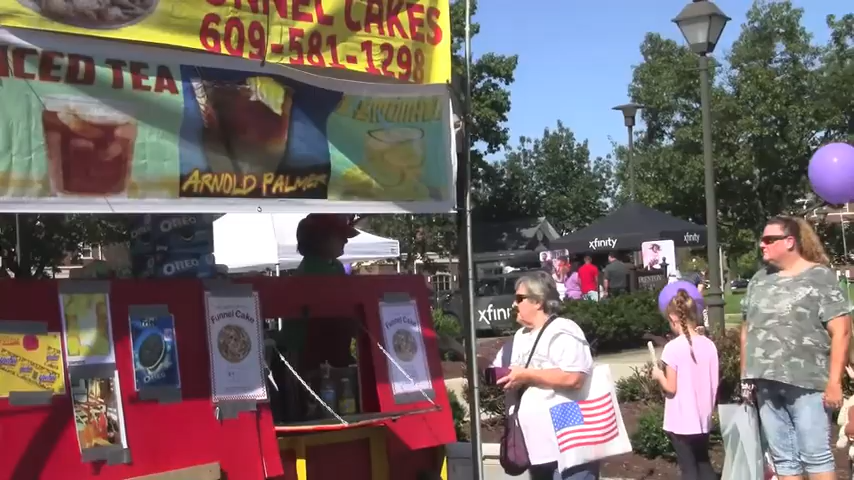 FUNNEL CAKES
609-581-1298
ICED TEA
ARNOLD PALMER
LEMONADE
OREO
OREO
xfinity
xfinity
xfinity
Funnel Cake
Funnel Cake